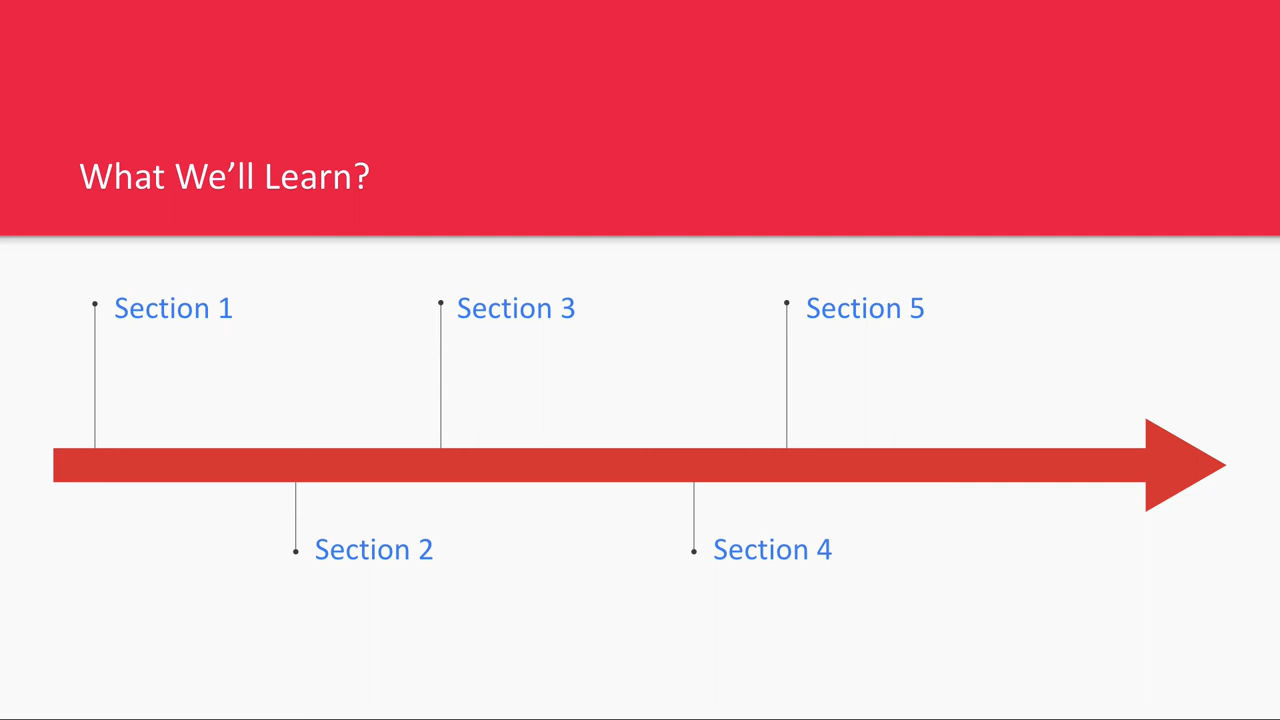 What We’ll Learn?
Section 1
Section 3
Section 5
Section 2
Section 4